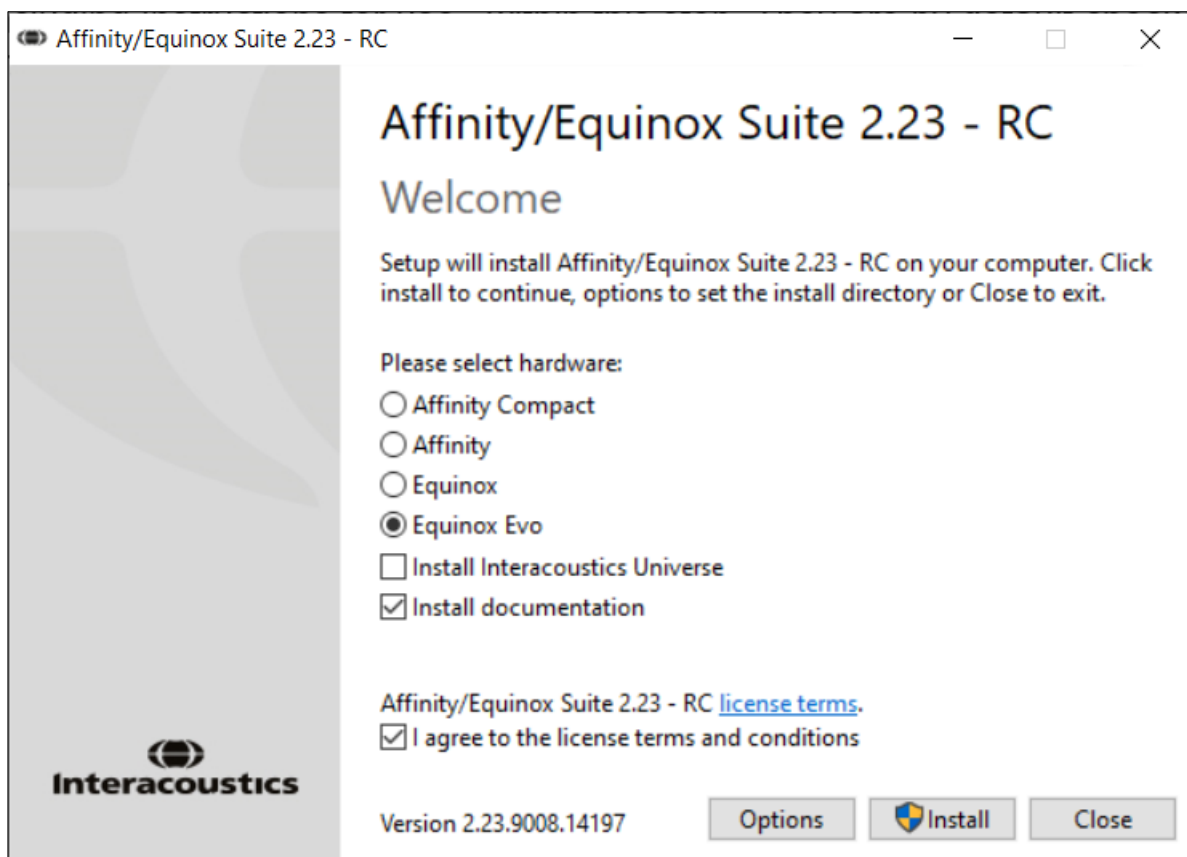 Affinity/Equinox Suite 2.23 - RC
Affinity/Equinox Suite 2.23 - RC
Welcome
Setup will install Affinity/Equinox Suite 2.23 - RC on your computer. Click
install to continue, options to set the install directory or Close to exit.
Please select hardware:
Affinity Compact
Affinity
Equinox
Equinox Evo
Install Interacoustics Universe
Install documentation
Affinity/Equinox Suite 2.23 - RC license terms.
I agree to the license terms and conditions
Interacoustics
Version 2.23.9008.14197
Options
Install
Close